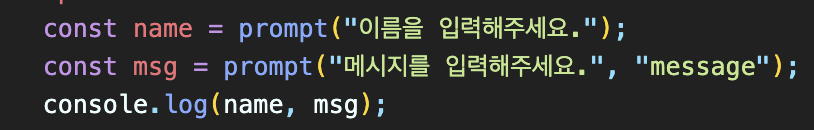 const name = prompt("이름을 입력해주세요.");
const msg = prompt("메시지를 입력해주세요.", "message");
console.log(name, msg);